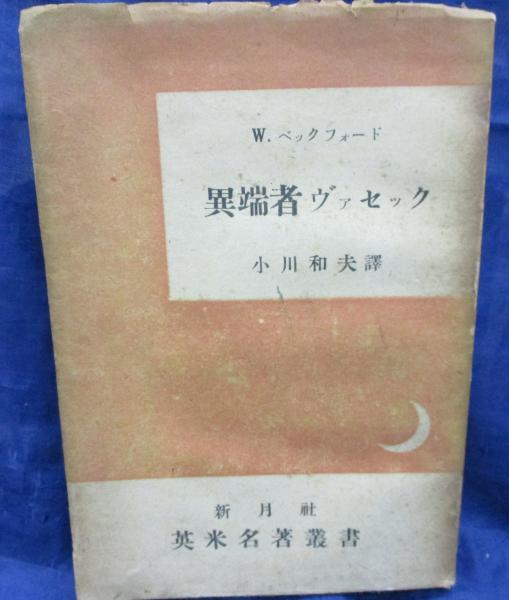 W. ベックフォード
異端者ヴァセック
小川和夫譯
新月社
英米名著叢書